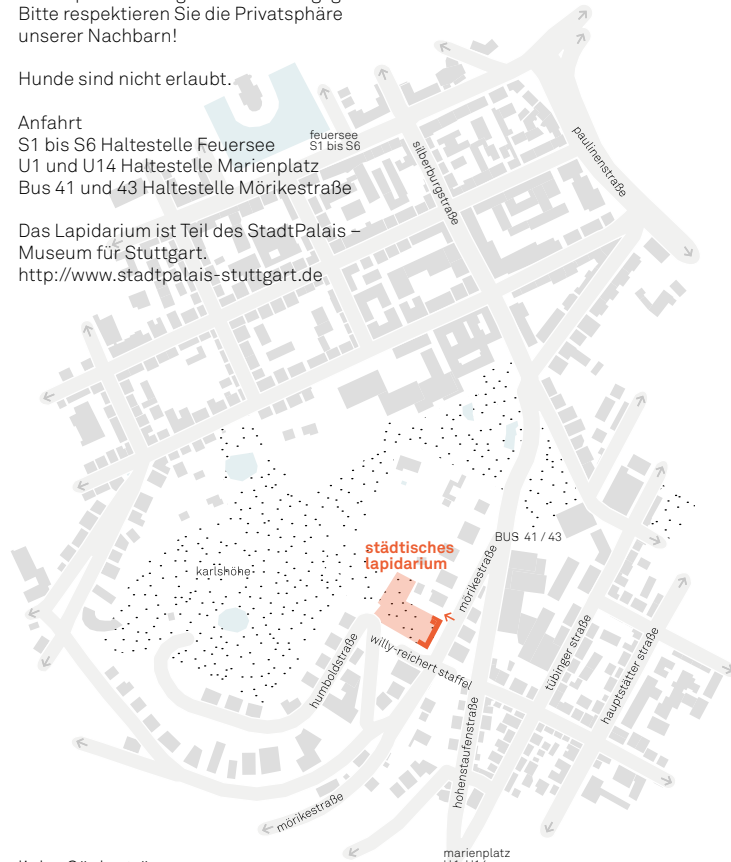 Bitte respektieren Sie die Privatsphäre
unserer Nachbarn!
Hunde sind nicht erlaubt.
Anfahrt
S1 bis S6 Haltestelle Feuersee
U1 und U14 Haltestelle Marienplatz
Bus 41 und 43 Haltestelle Mörikestraße
Das Lapidarium ist Teil des StadtPalais –
Museum für Stuttgart.
http://www.stadtpalais-stuttgart.de
feuersee
S1 bis S6
silberburgstraße
paulinenstraße
BUS 41 / 43
städtisches
lapidarium
karlshöhe
mörikestraße
willy-reichert staffel
humboldtstraße
tübinger straße
hauptstätter straße
hohenstaufenstraße
mörikestraße
marienplatz